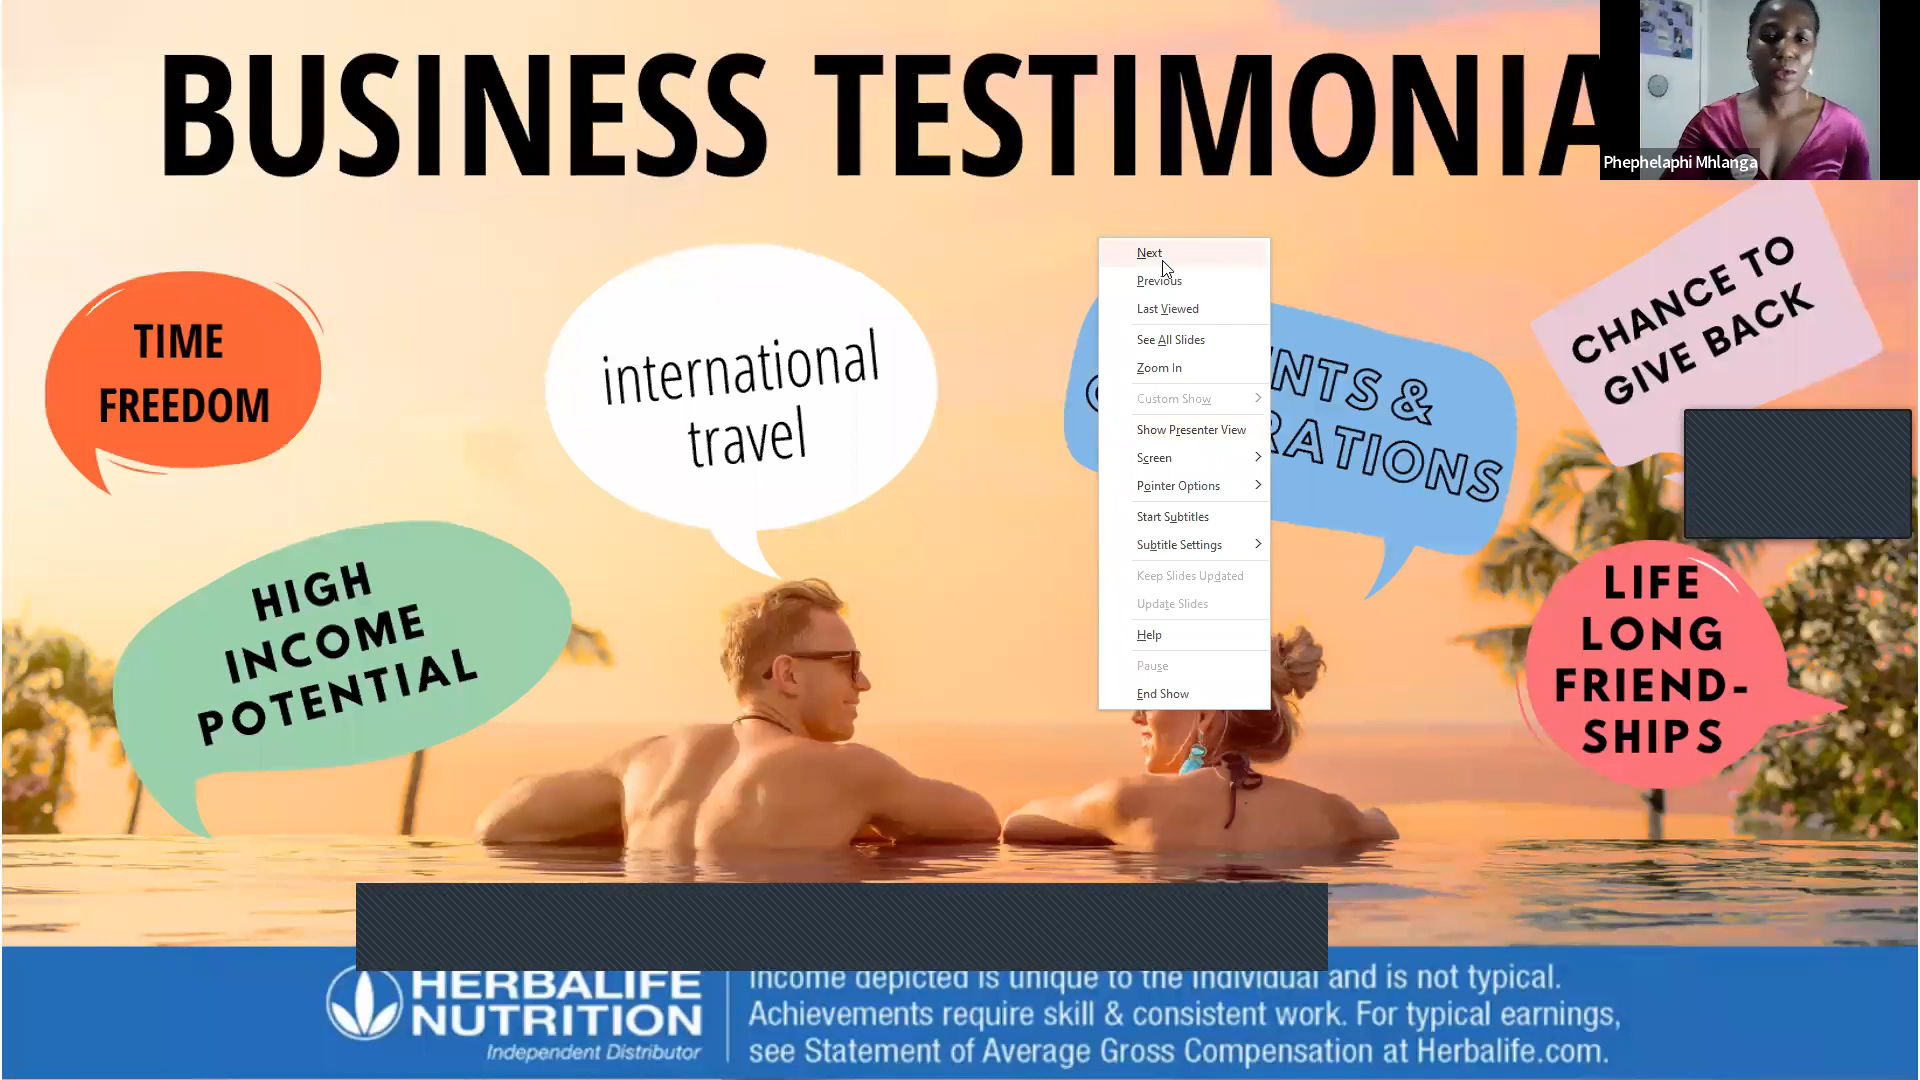 BUSINESS TESTIMONIA
Phephelaphi Mhlanga
TIME
FREEDOM
international
travel
NTS &
RATIONS
CHANCE TO
GIVE BACK
HIGH
INCOME
POTENTIAL
LIFE
LONG
FRIEND-
SHIPS
Next
Previous
Last Viewed
See All Slides
Zoom In
Custom Show
Show Presenter View
Screen
Pointer Options
Start Subtitles
Subtitle Settings
Keep Slides Updated
Update Slides
Help
Pause
End Show
HERBALIFE
NUTRITION
Independent Distributor
Income depicted is unique to the individual and is not typical.
Achievements require skill & consistent work. For typical earnings,
see Statement of Average Gross Compensation at Herbalife.com.